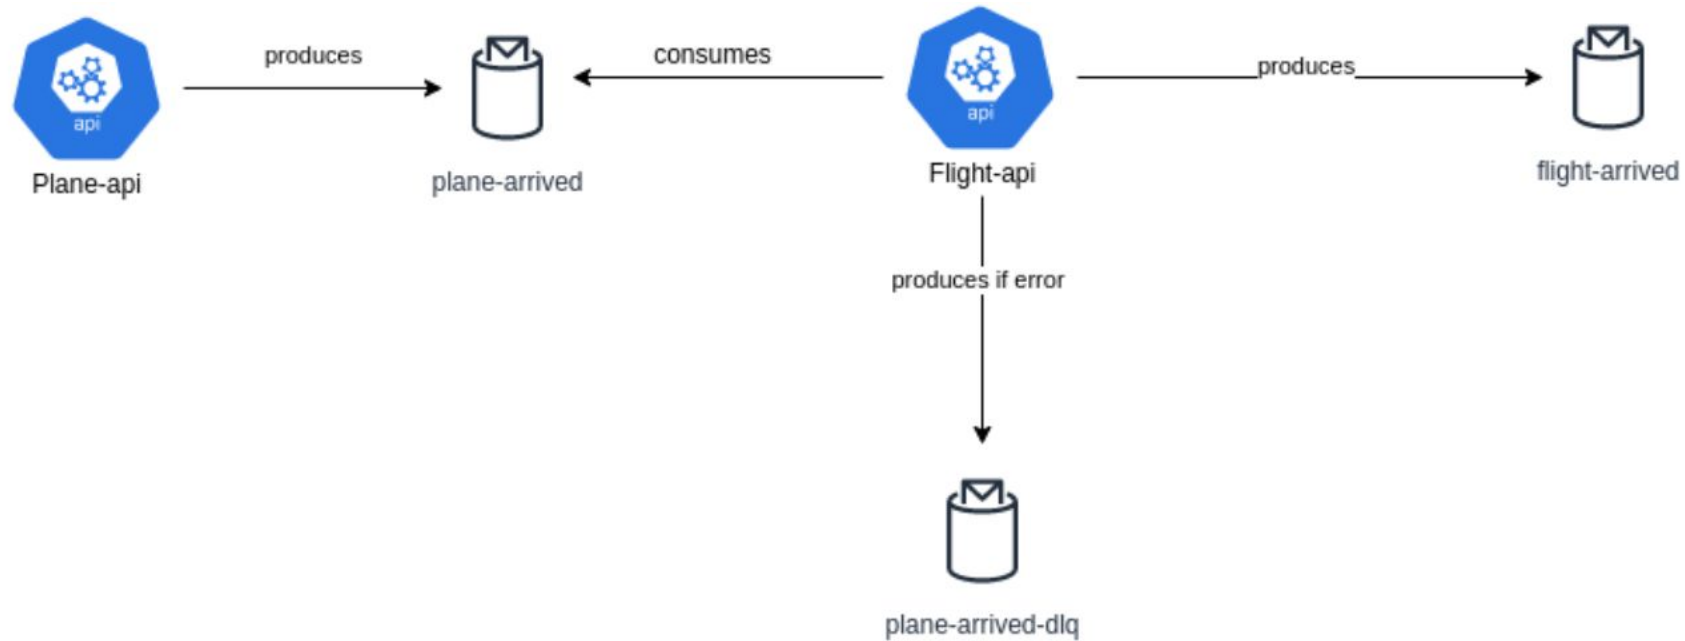 produces
consumes
produces
api
api
Plane-api
plane-arrived
Flight-api
flight-arrived
produces if error
plane-arrived-dlq